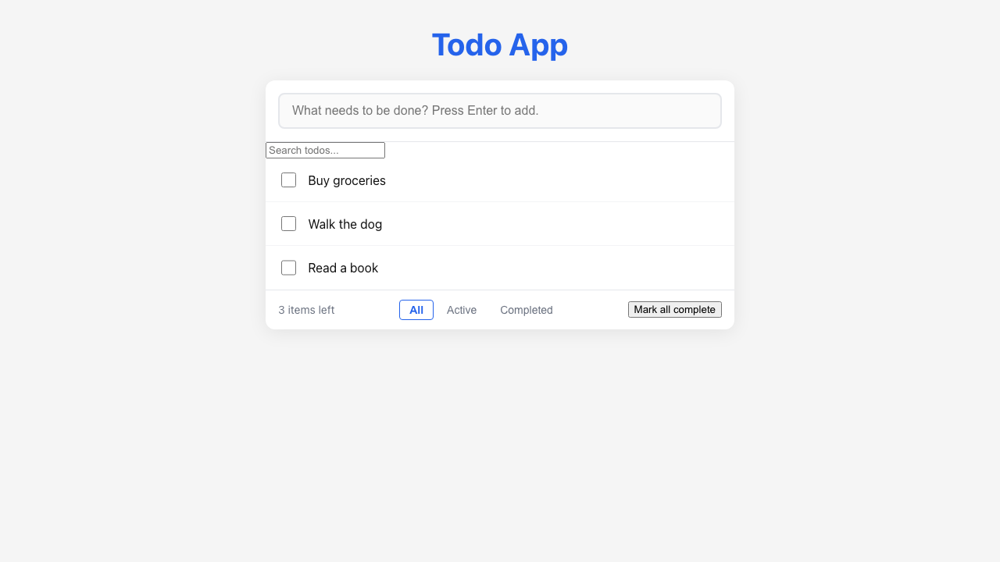 Todo App
What needs to be done? Press Enter to add.
Search todos...
Buy groceries
Walk the dog
Read a book
3 items left All Active Completed Mark all complete